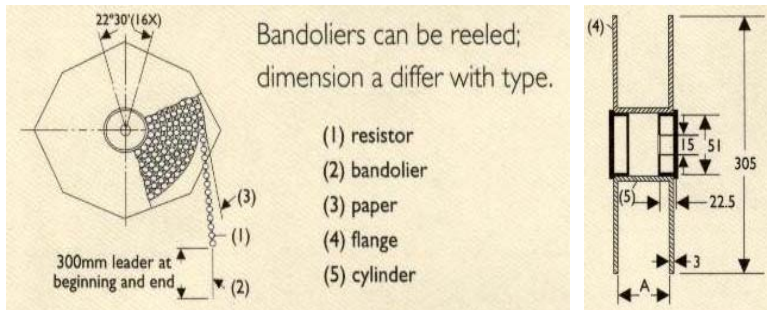 22°30'(16X)
Bandoliers can be reeled;
dimension a differ with type.
(1) resistor
(2) bandolier
(3) paper
(4) flange
(5) cylinder
(3)
(1)
(2)
300mm leader at
beginning and end
(4)
15
51
305
(5)
22.5
3
A